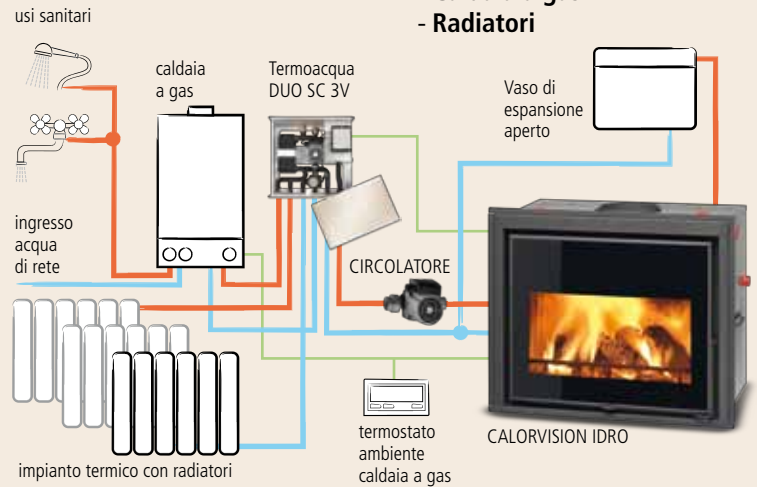 - Radiatori
usi sanitari
caldaia
a gas
Termoacqua
DUO SC 3V
Vaso di
espansione
aperto
ingresso
acqua
di rete
CIRCOLATORE
termostato
ambiente
caldaia a gas
CALORVISION IDRO
impianto termico con radiatori